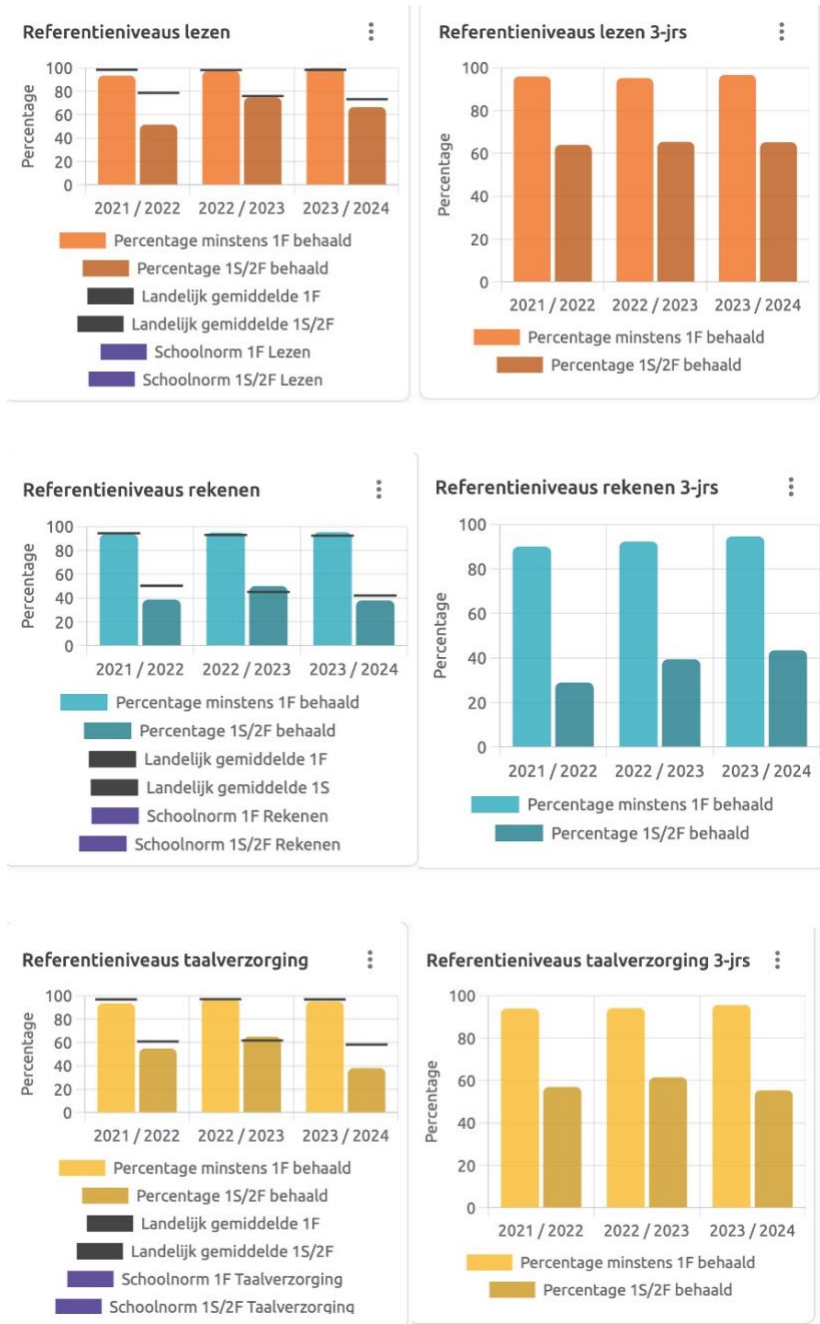 Referentieniveaus lezen
Percentage
100
80
60
40
20
0
2021 / 2022 2022 / 2023 2023 / 2024
Percentage minstens 1F behaald
Percentage 1S/2F behaald
Landelijk gemiddelde 1F
Landelijk gemiddelde 1S/2F
Schoolnorm 1F Lezen
Schoolnorm 1S/2F Lezen
Referentieniveaus lezen 3-jrs
Percentage
100
80
60
40
20
0
2021 / 2022 2022 / 2023 2023 / 2024
Percentage minstens 1F behaald
Percentage 1S/2F behaald
Referentieniveaus rekenen
Percentage
100
80
60
40
20
0
2021 / 2022 2022 / 2023 2023 / 2024
Percentage minstens 1F behaald
Percentage 1S/2F behaald
Landelijk gemiddelde 1F
Landelijk gemiddelde 1S
Schoolnorm 1F Rekenen
Schoolnorm 1S/2F Rekenen
Referentieniveaus rekenen 3-jrs
Percentage
100
80
60
40
20
0
2021 / 2022 2022 / 2023 2023 / 2024
Percentage minstens 1F behaald
Percentage 1S/2F behaald
Referentieniveaus taalverzorging
Percentage
100
80
60
40
20
0
2021 / 2022 2022 / 2023 2023 / 2024
Percentage minstens 1F behaald
Percentage 1S/2F behaald
Landelijk gemiddelde 1F
Landelijk gemiddelde 1S/2F
Schoolnorm 1F Taalverzorging
Schoolnorm 1S/2F Taalverzorging
Referentieniveaus taalverzorging 3-jrs
Percentage
100
80
60
40
20
0
2021 / 2022 2022 / 2023 2023 / 2024
Percentage minstens 1F behaald
Percentage 1S/2F behaald